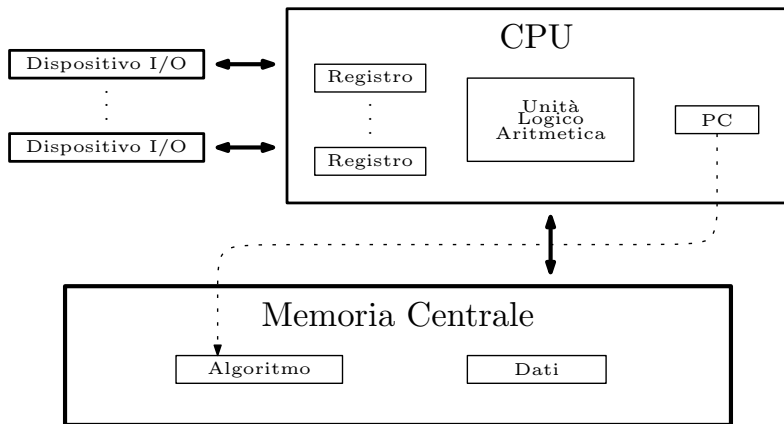 CPU
Dispositivo I/O
Registro
Unità
Logico
Aritmetica
PC
Dispositivo I/O
Registro
Memoria Centrale
Algoritmo
Dati